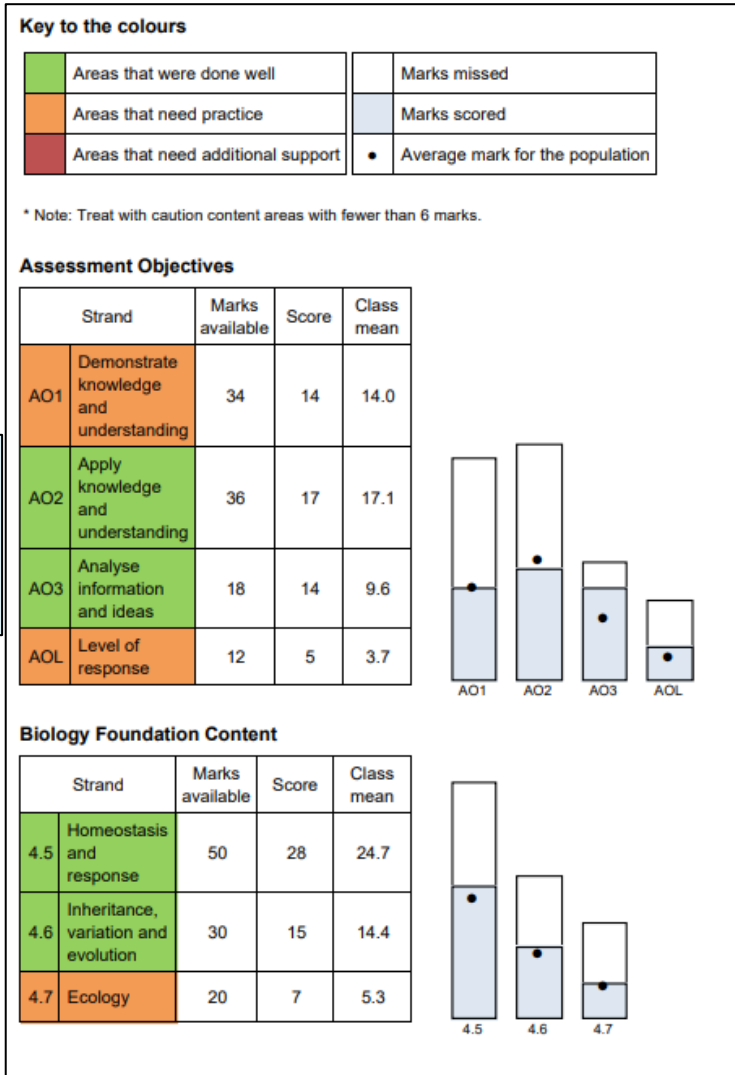 Key to the colours
Areas that were done well
Marks missed
Areas that need practice
Marks scored
Areas that need additional support
• Average mark for the population
* Note: Treat with caution content areas with fewer than 6 marks.
Assessment Objectives
Strand
Marks
available
Score
Class
mean
AO1
Demonstrate
knowledge
and
understanding
34
14
14.0
AO2
Apply
knowledge
and
understanding
36
17
17.1
AO3
Analyse
information
and ideas
18
14
9.6
AOL
Level of
response
12
5
3.7
AO1
AO2
AO3
AOL
Biology Foundation Content
Strand
Marks
available
Score
Class
mean
4.5
Homeostasis
and
response
50
28
24.7
4.6
Inheritance,
variation and
evolution
30
15
14.4
4.7
Ecology
20
7
5.3
4.5
4.6
4.7